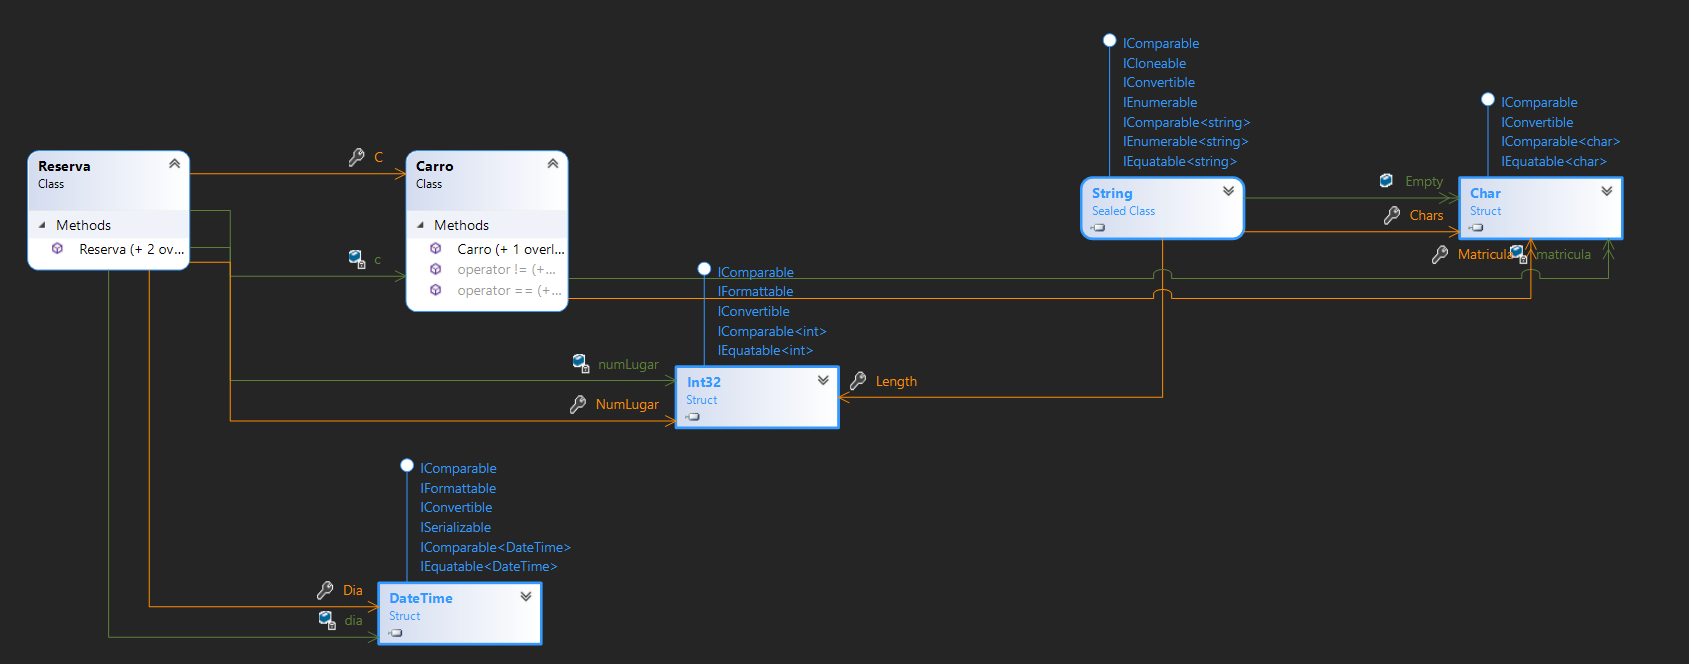 Reserva
Class
Methods
Reserva (+ 2 ov...
C
c
Carro
Class
Methods
Carro (+ 1 overl...
operator != (+...
operator == (+...
IComparable
ICloneable
IConvertible
IEnumerable
IComparable<string>
IEnumerable<string>
IEquatable<string>
String
Sealed Class
Empty
Chars
IComparable
IConvertible
IComparable<char>
IEquatable<char>
Char
Struct
Matricula
matricula
IComparable
IFormattable
IConvertible
IComparable<int>
IEquatable<int>
numLugar
NumLugar
Int32
Struct
Length
IComparable
IFormattable
IConvertible
ISerializable
IComparable<DateTime>
IEquatable<DateTime>
Dia
dia
DateTime
Struct